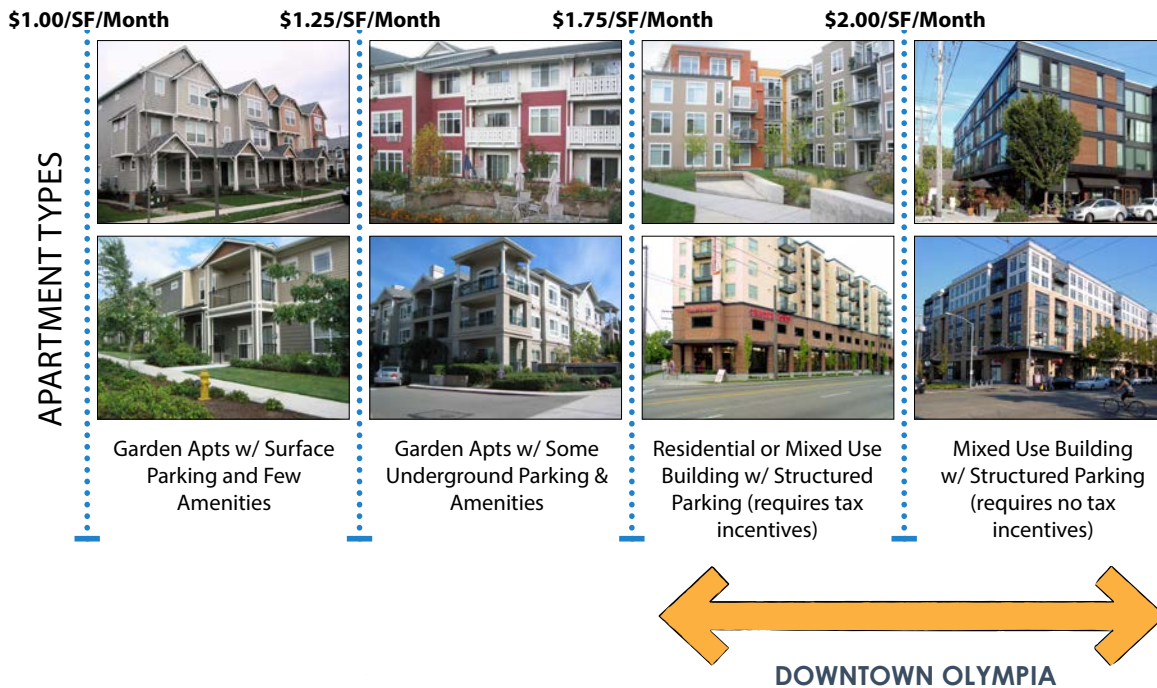 $1.00/SF/Month
$1.25/SF/Month
$1.75/SF/Month
$2.00/SF/Month
APARTMENT TYPES
Garden Apts w/ Surface
Parking and Few
Amenities
Garden Apts w/ Some
Underground Parking &
Amenities
Residential or Mixed Use
Building w/ Structured
Parking (requires tax
incentives)
Mixed Use Building
w/ Structured Parking
(requires no tax
incentives)
DOWNTOWN OLYMPIA